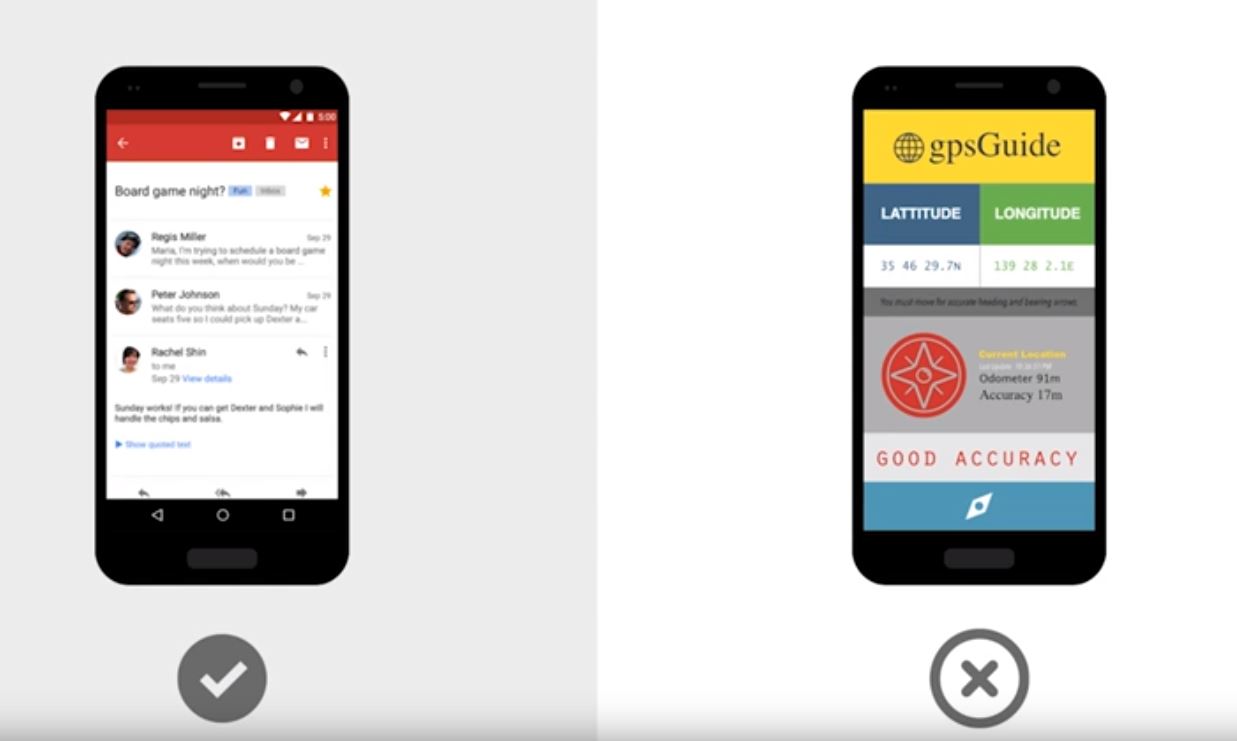 5:00
Board game night? Fun Inbox
Regis Miller Sep 29
Maria, I'm trying to schedule a board game
night this week, when would you be ...
Peter Johnson Sep 29
What do you think about Sunday? My car
seats five so I could pick up Dexter a...
Rachel Shin
to me
Sep 29 View details
Sunday works! If you can get Dexter and Sophie I will
handle the chips and salsa.
Show quoted text
gpsGuide
LATTITUDE LONGITUDE
35 46 29.7N 139 28 2.1E
You must move for accurate heading and bearing arrows.
Current Location
Odometer 91m
Accuracy 17m
GOOD ACCURACY